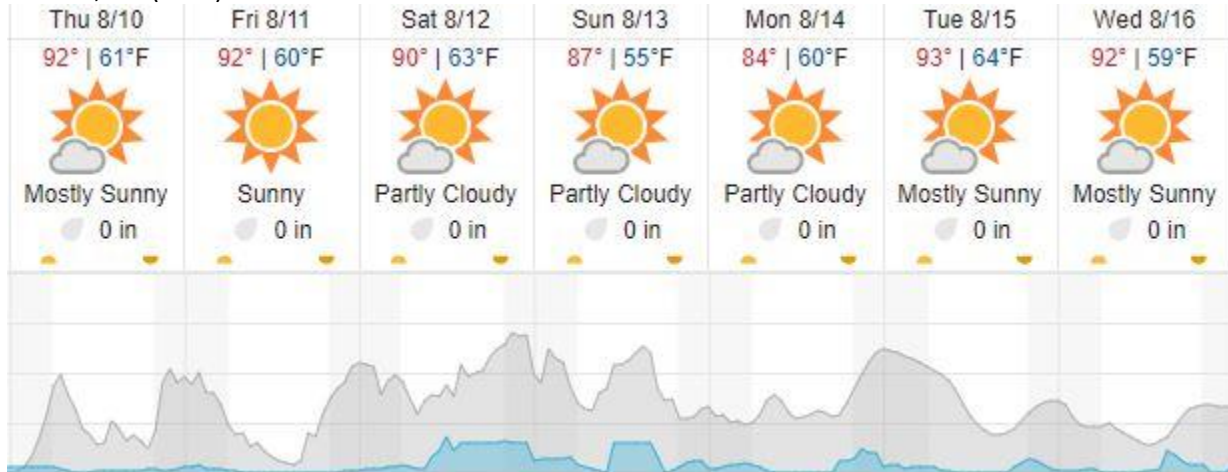 Thu 8/10 Fri 8/11 Sat 8/12 Sun 8/13 Mon 8/14 Tue 8/15 Wed 8/16
92° | 61°F 92° | 60°F 90° | 63°F 87° | 55°F 84° | 60°F 93° | 64°F 92° | 59°F
Mostly Sunny Sunny Partly Cloudy Partly Cloudy Partly Cloudy Mostly Sunny Mostly Sunny
0 in 0 in 0 in 0 in 0 in 0 in 0 in